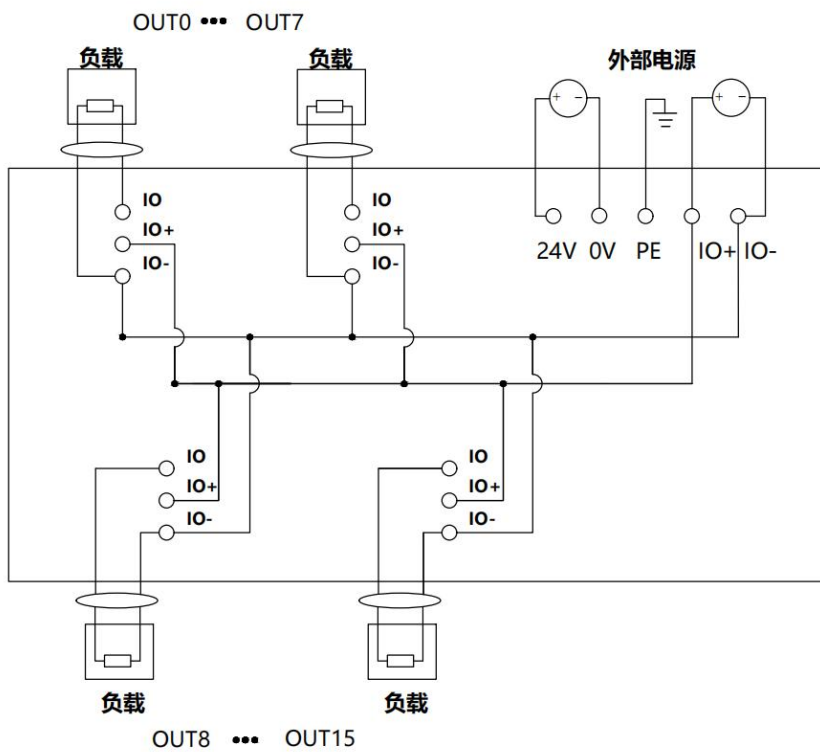 OUT0 ••• OUT7
负载 负载 外部电源
+ − + −
IO IO
IO+ IO+
IO- IO-
24V 0V PE IO+ IO-
IO IO
IO+ IO+
IO- IO-
负载 负载
OUT8 ••• OUT15